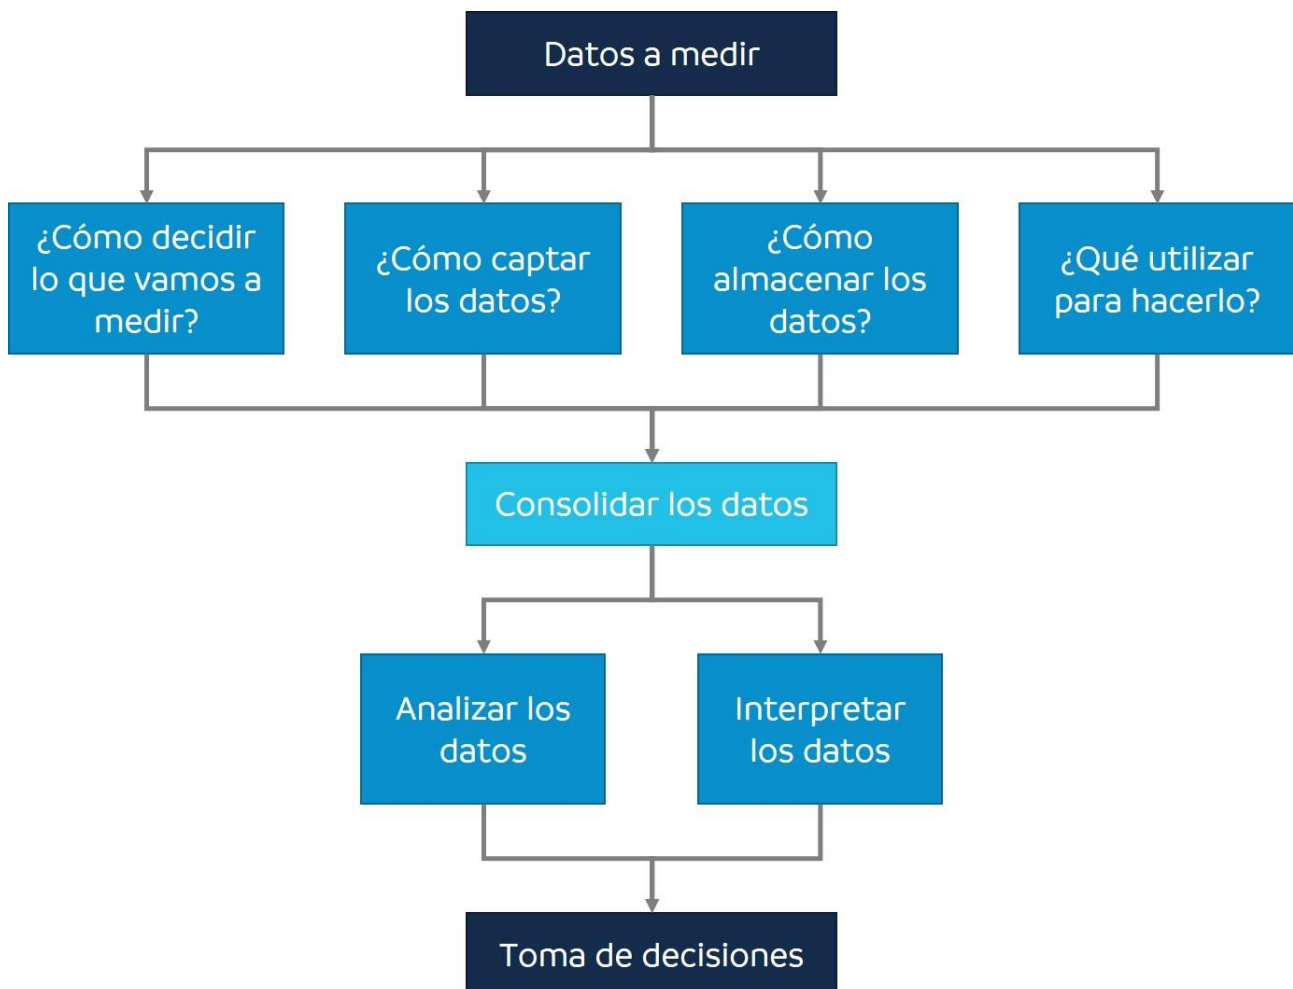 Datos a medir
¿Cómo decidir
lo que vamos a
medir?
¿Cómo captar
los datos?
¿Cómo
almacenar los
datos?
¿Qué utilizar
para hacerlo?
Consolidar los datos
Analizar los
datos
Interpretar
los datos
Toma de decisiones